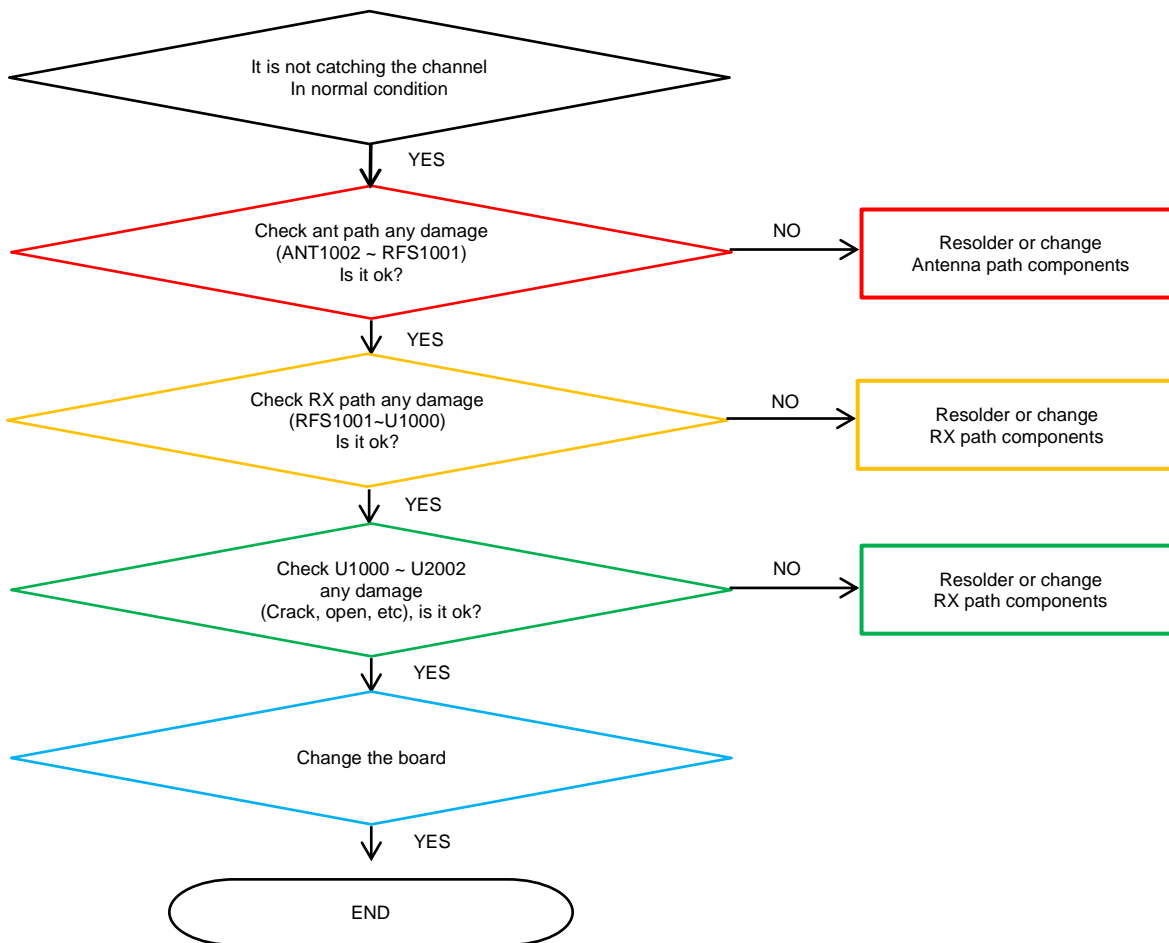 It is not catching the channel
In normal condition
YES
Check ant path any damage
(ANT1002 ~ RFS1001)
Is it ok?
NO
Resolder or change
Antenna path components
YES
Check RX path any damage
(RFS1001~U1000)
Is it ok?
NO
Resolder or change
RX path components
YES
Check U1000 ~ U2002
any damage
(Crack, open, etc), is it ok?
NO
Resolder or change
RX path components
YES
Change the board
YES
END